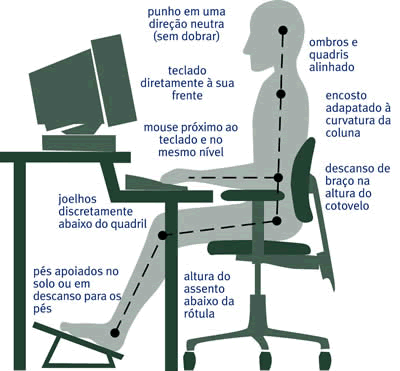 punho em uma
direção neutra
(sem dobrar)
ombros e
quadris
alinhado
teclado
diretamente à sua
frente
encosto
adapatado à
curvatura da
coluna
mouse próximo ao
teclado e no
mesmo nível
descanso de
braço na
altura do
cotovelo
joelhos
discretamente
abaixo do quadril
pés apoiados no
solo ou em
descanso para os
pés
altura do
assento
abaixo da
rótula